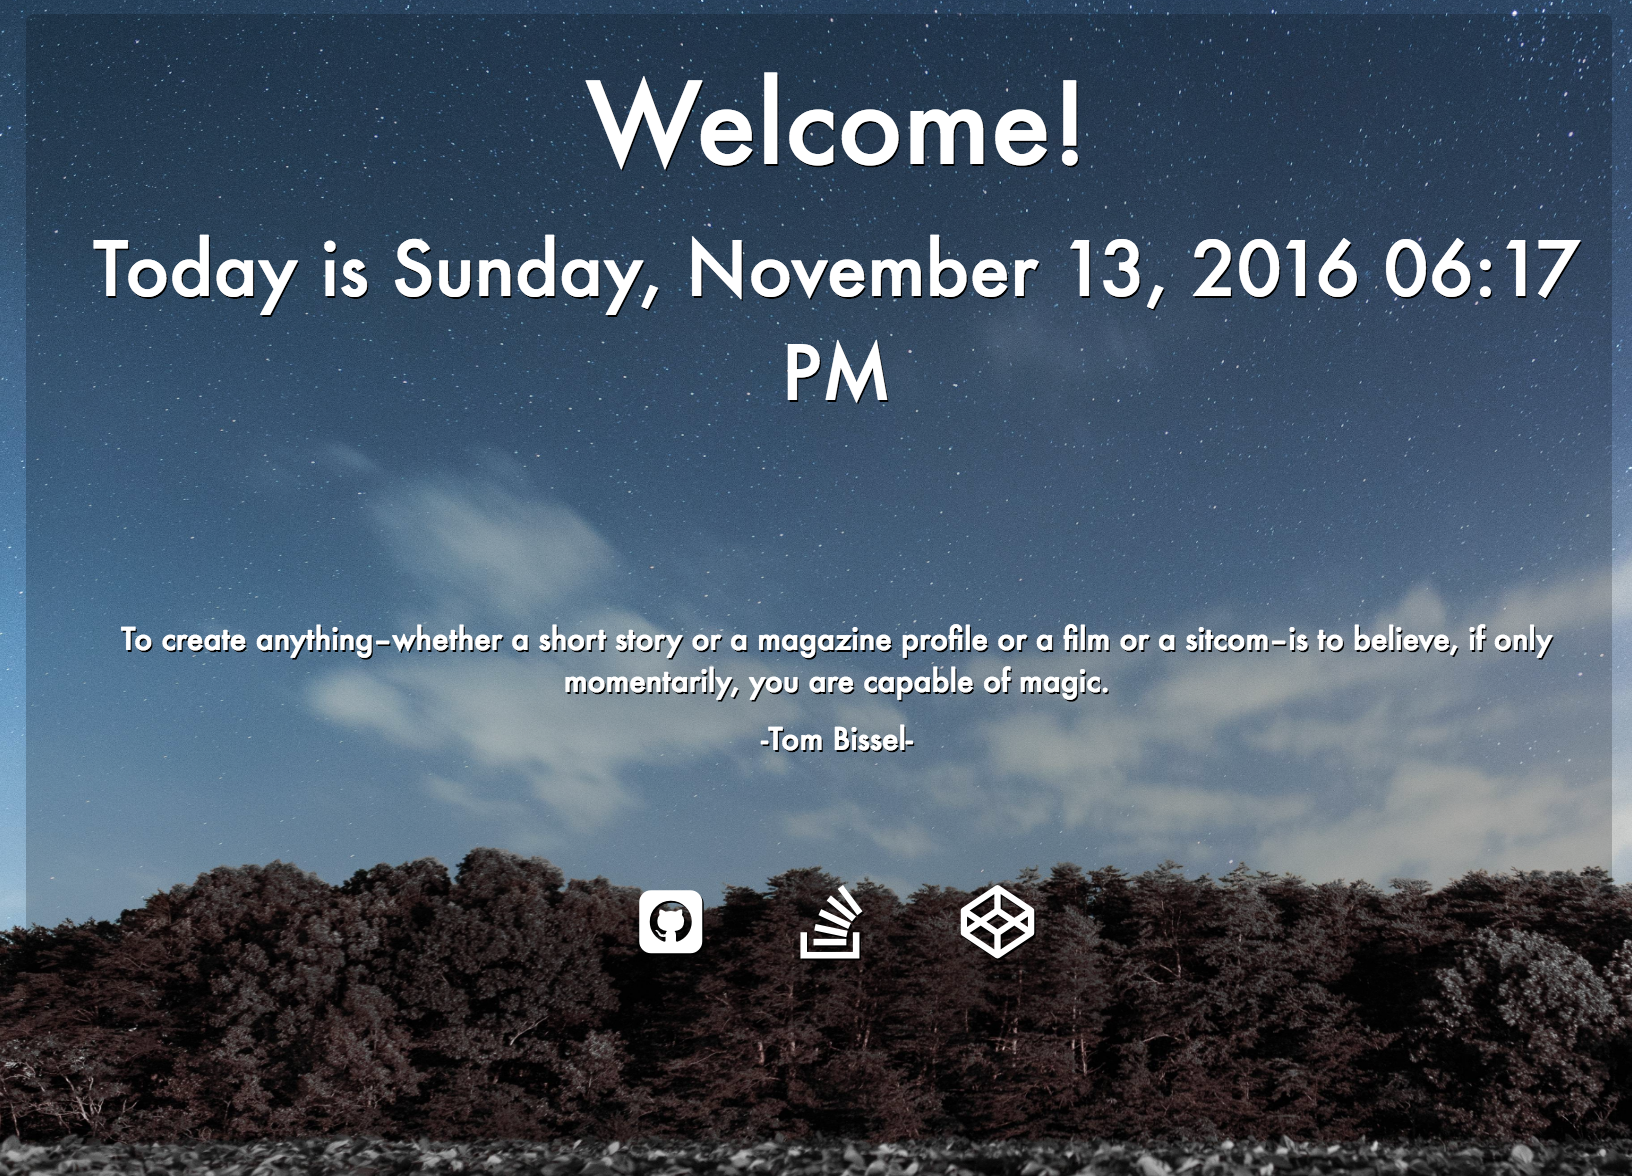 Welcome!
Today is Sunday, November 13, 2016 06:17
PM
To create anything–whether a short story or a magazine profile or a film or a sitcom–is to believe, if only
momentarily, you are capable of magic.
-Tom Bissel-